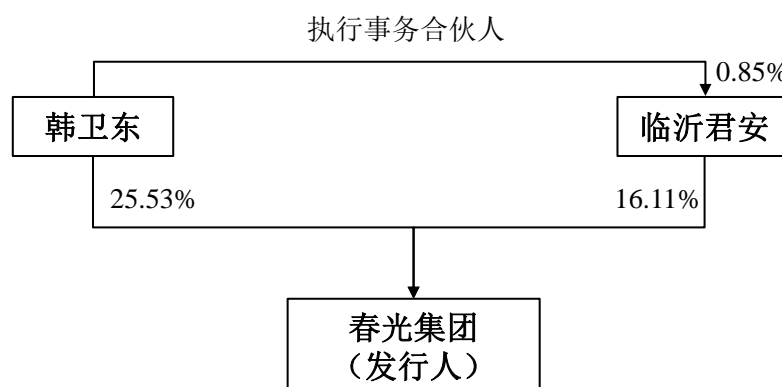 执行事务合伙人
0.85%
韩卫东
临沂君安
25.53%
16.11%
春光集团
（发行人）